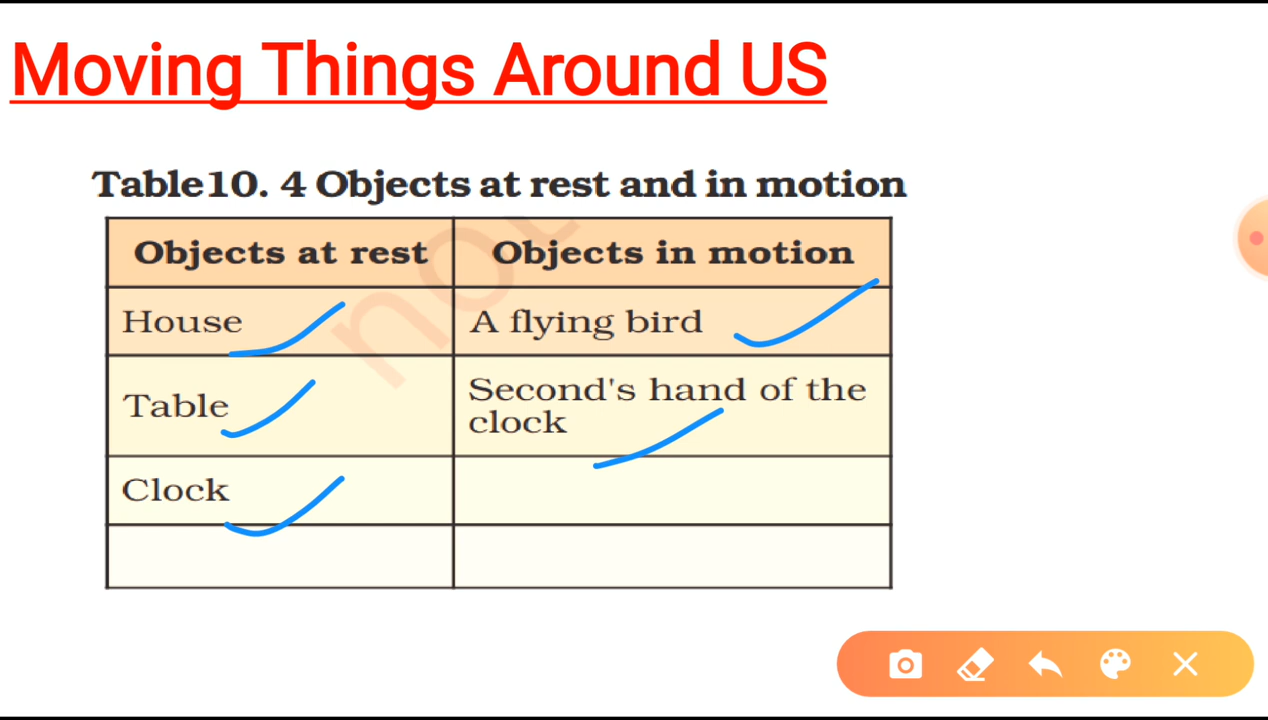 Moving Things Around US
Table10. 4 Objects at rest and in motion
Objects at rest Objects in motion
House A flying bird
Table Second's hand of the
clock
Clock
not